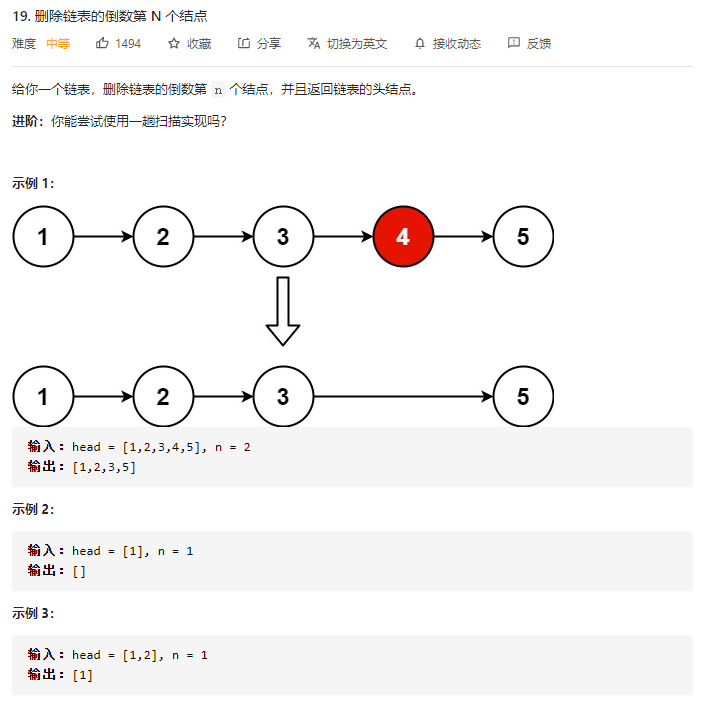 19. 删除链表的倒数第 N 个结点
难度 中等 1494 收藏 分享 切换为英文 接收动态 反馈
给你一个链表，删除链表的倒数第 n 个结点，并且返回链表的头结点。
进阶：你能尝试使用一趟扫描实现吗？
示例 1：
1 2 3 4 5
1 2 3 5
输入：head = [1,2,3,4,5], n = 2
输出：[1,2,3,5]
示例 2：
输入：head = [1], n = 1
输出：[]
示例 3：
输入：head = [1,2], n = 1
输出：[1]